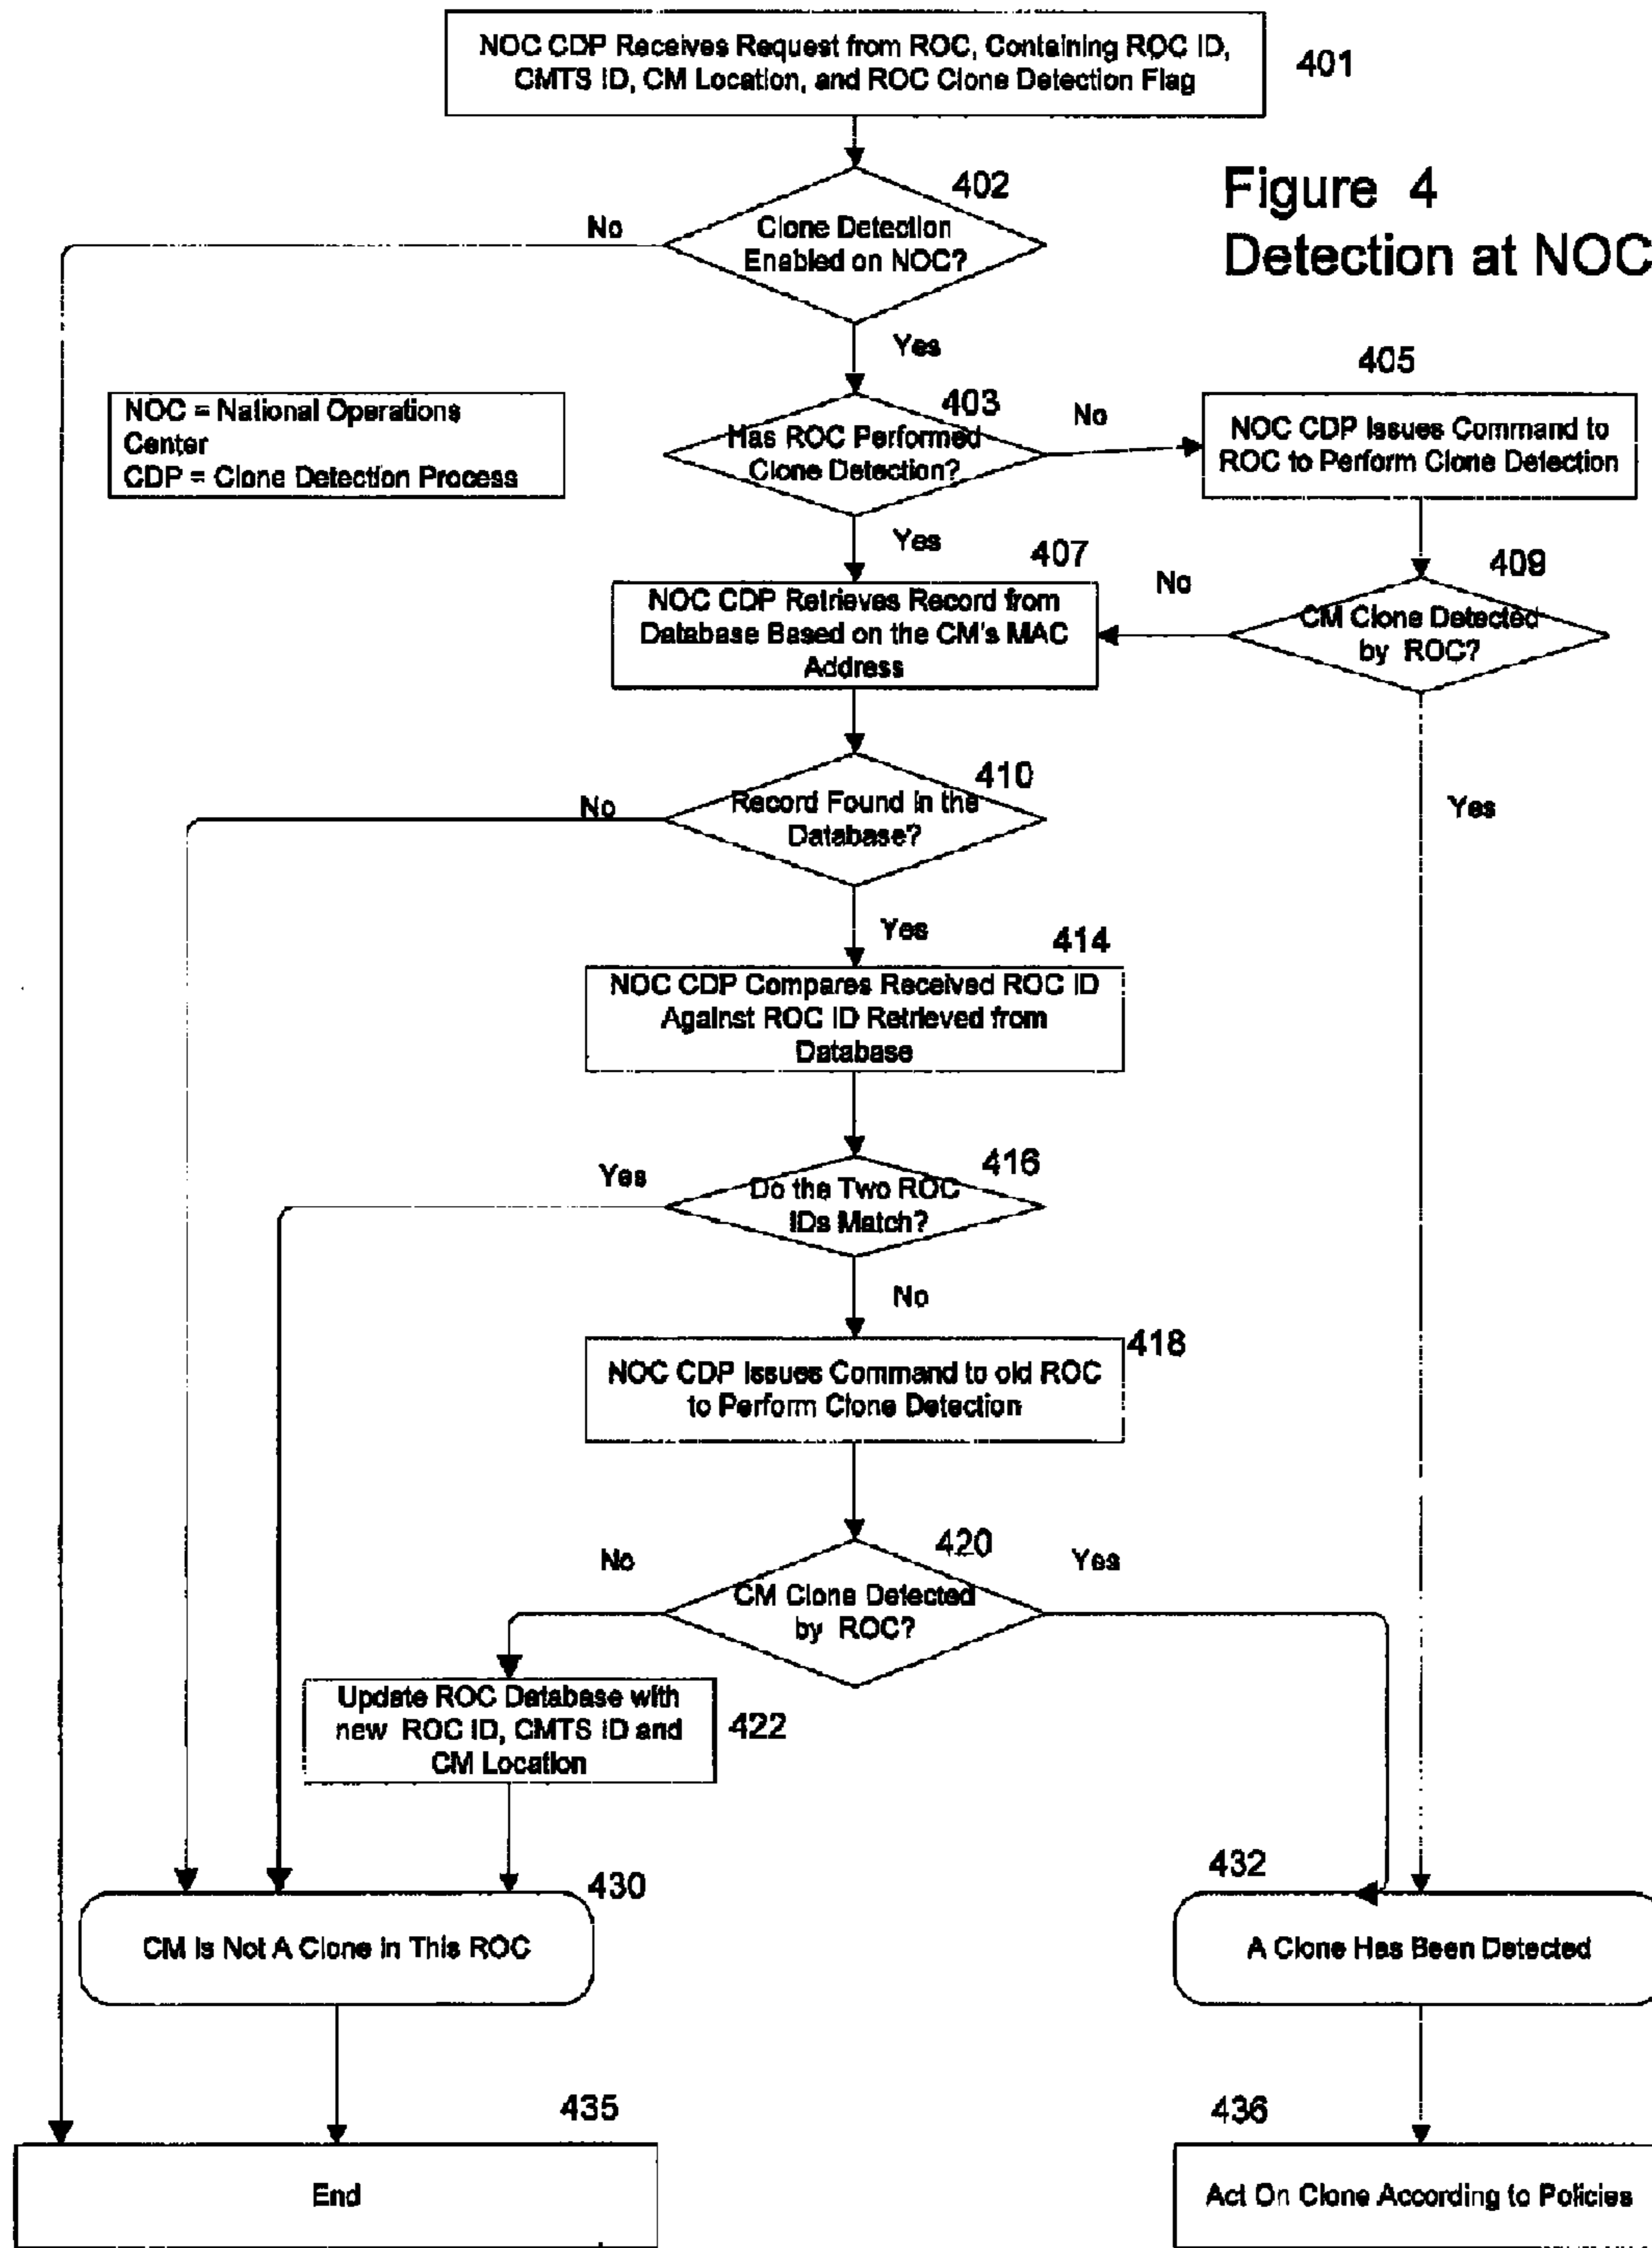 NOC CDP Receives Request from ROC, Containing ROC ID,
CMTS ID, CM Location, and ROC Clone Detection Flag
401
Figure 4
Detection at NOC
402
Clone Detection
Enabled on NOC?
No
Yes
NOC = National Operations
Center
CDP = Clone Detection Process
403
Has ROC Performed
Clone Detection?
No
Yes
405
NOC CDP Issues Command to
ROC to Perform Clone Detection
407
NOC CDP Retrieves Record from
Database Based on the CM's MAC
Address
409
CM Clone Detected
by ROC?
No
Yes
410
Record Found in the
Database?
No
Yes
414
NOC CDP Compares Received ROC ID
Against ROC ID Retrieved from
Database
416
Do the Two ROC
IDs Match?
Yes
No
418
NOC CDP Issues Command to old ROC
to Perform Clone Detection
420
CM Clone Detected
by ROC?
No
Yes
Update ROC Database with
new ROC ID, CMTS ID and
CM Location
422
430
CM Is Not A Clone in This ROC
432
A Clone Has Been Detected
435
End
436
Act On Clone According to Policies